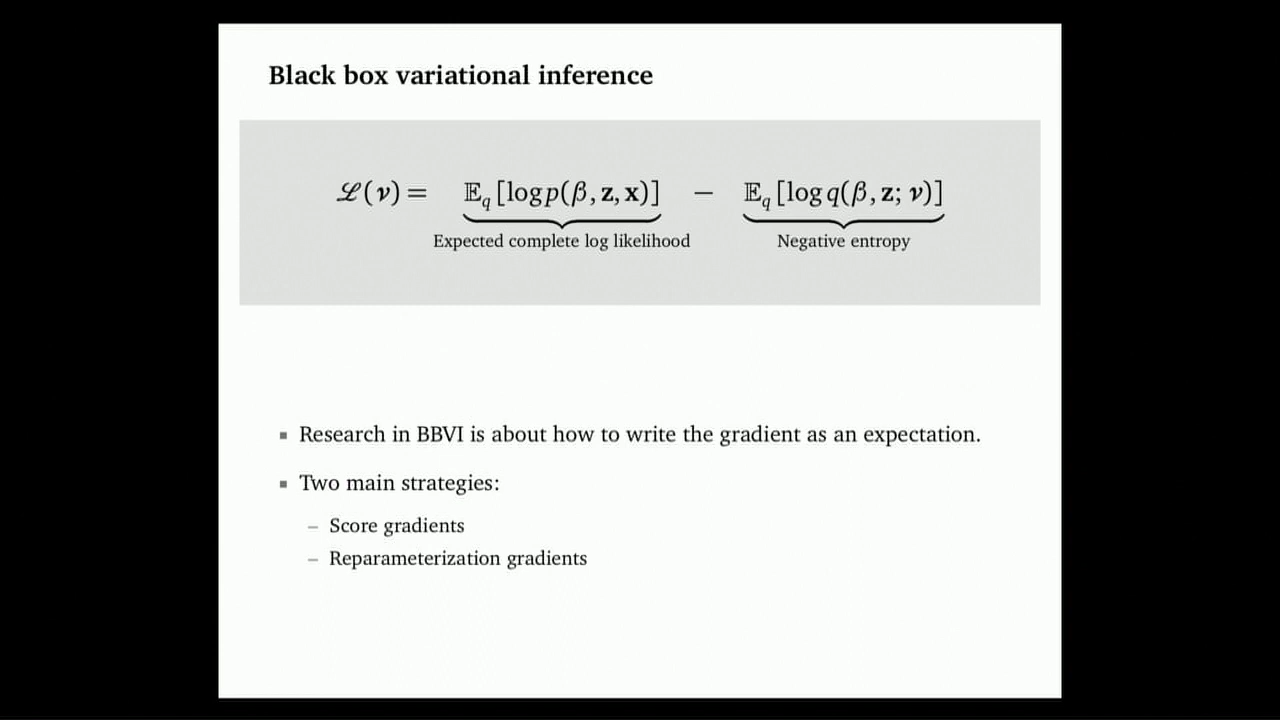 Black box variational inference
ℒ(ν) = 𝔼_q [log p(β, z, x)] − 𝔼_q [log q(β, z; ν)]
Expected complete log likelihood Negative entropy
▪ Research in BBVI is about how to write the gradient as an expectation.
▪ Two main strategies:
– Score gradients
– Reparameterization gradients